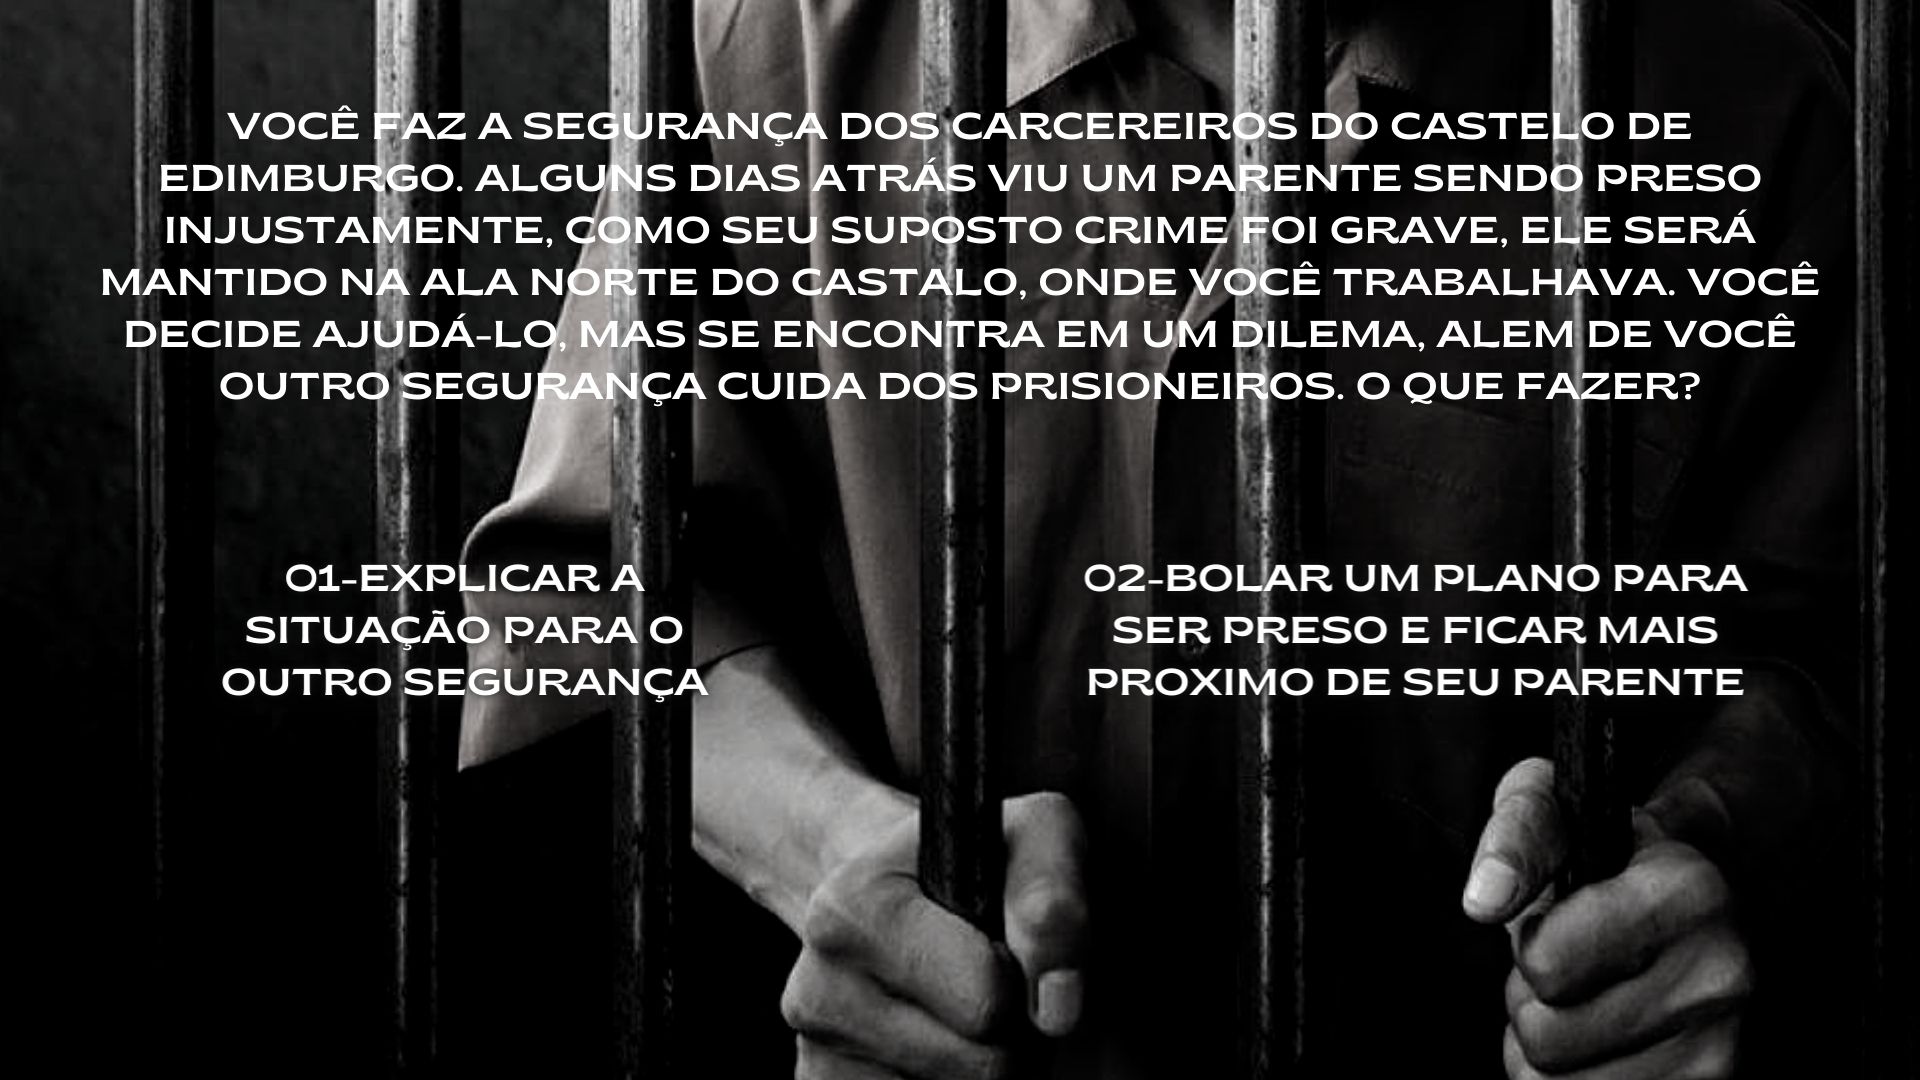 VOCÊ FAZ A SEGURANÇA DOS CARCEREIROS DO CASTELO DE
EDIMBURGO. ALGUNS DIAS ATRÁS VIU UM PARENTE SENDO PRESO
INJUSTAMENTE, COMO SEU SUPOSTO CRIME FOI GRAVE, ELE SERÁ
MANTIDO NA ALA NORTE DO CASTALO, ONDE VOCÊ TRABALHAVA. VOCÊ
DECIDE AJUDÁ-LO, MAS SE ENCONTRA EM UM DILEMA, ALEM DE VOCÊ
OUTRO SEGURANÇA CUIDA DOS PRISIONEIROS. O QUE FAZER?
01-EXPLICAR A
SITUAÇÃO PARA O
OUTRO SEGURANÇA
02-BOLAR UM PLANO PARA
SER PRESO E FICAR MAIS
PROXIMO DE SEU PARENTE